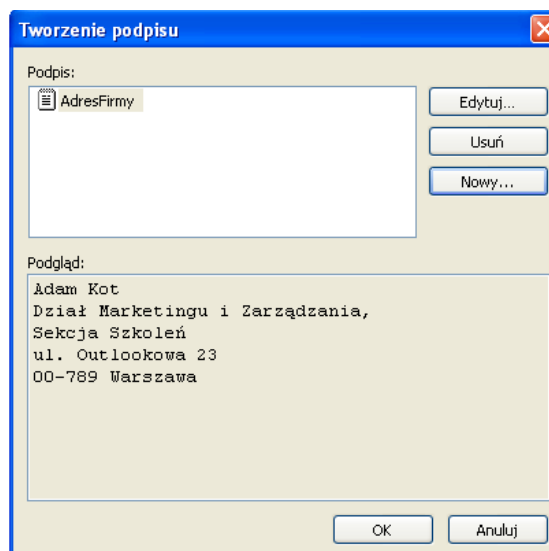 Tworzenie podpisu
Podpis:
AdresFirmy
Edytuj...
Usuń
Nowy...
Podgląd:
Adam Kot
Dział Marketingu i Zarządzania,
Sekcja Szkoleń
ul. Outlookowa 23
00-789 Warszawa
OK
Anuluj